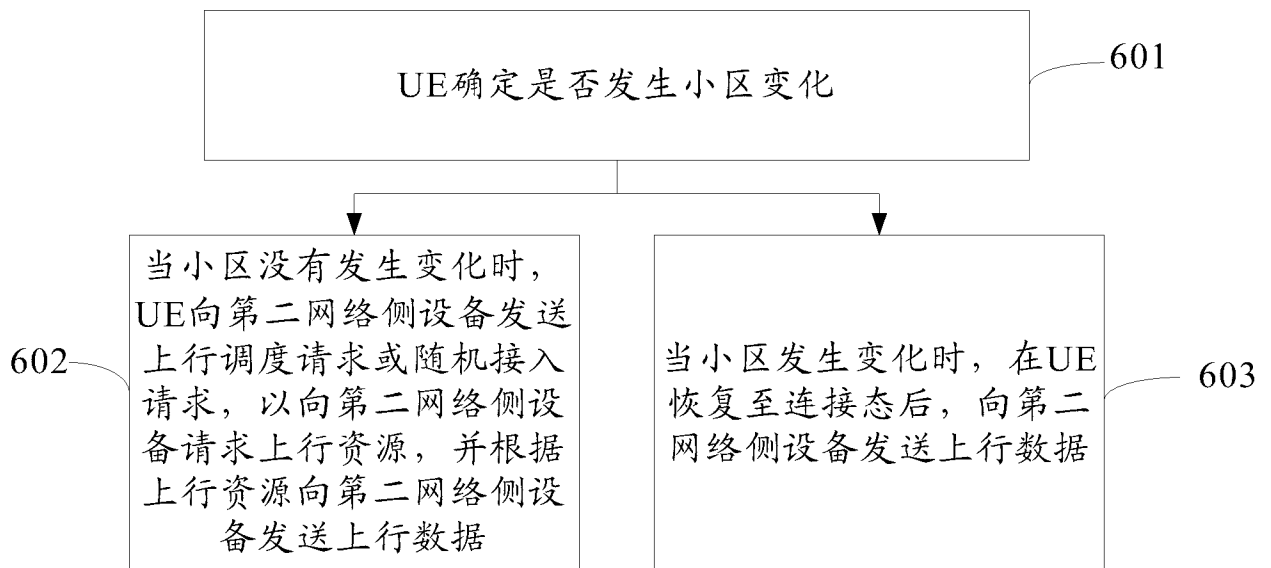 UE确定是否发生小区变化
601
当小区没有发生变化时，
UE向第二网络侧设备发送
上行调度请求或随机接入
请求，以向第二网络侧设
备请求上行资源，并根据
上行资源向第二网络侧设
备发送上行数据
602
当小区发生变化时，在UE
恢复至连接态后，向第二
网络侧设备发送上行数据
603